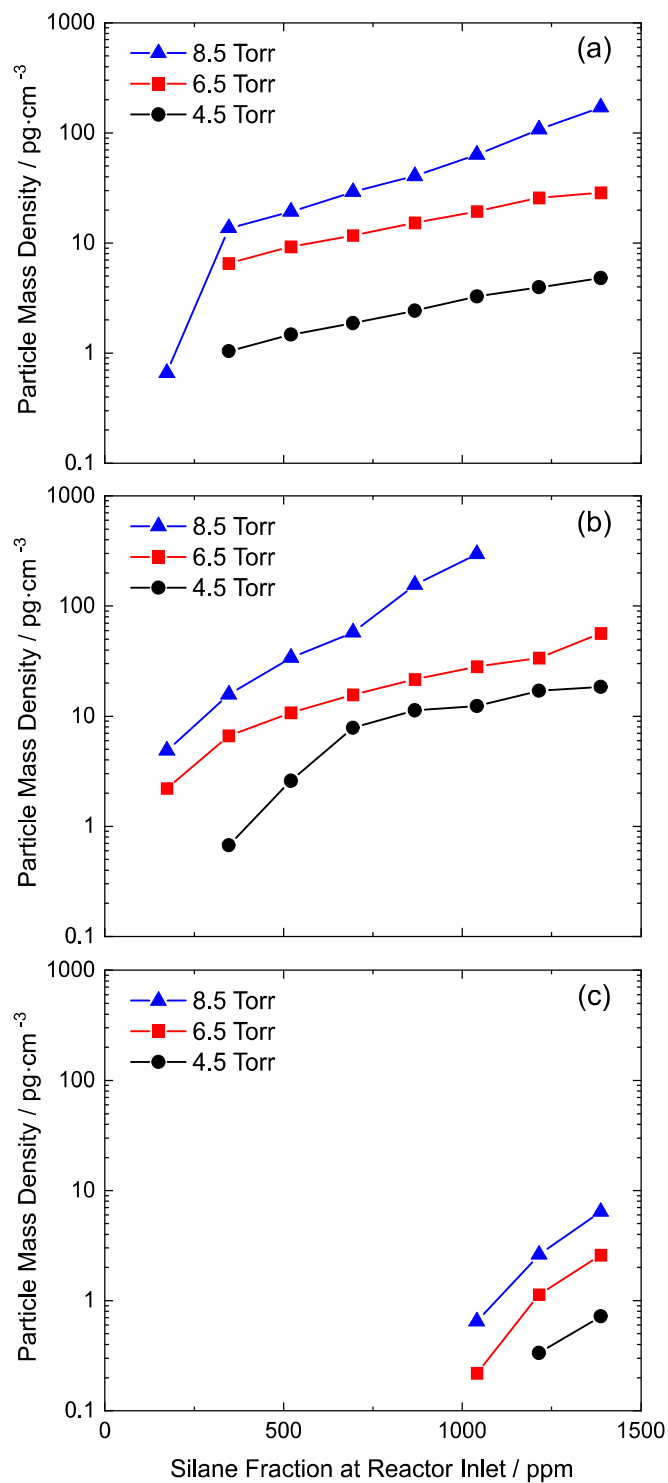 1000
(a)
8.5 Torr
6.5 Torr
4.5 Torr
100
10
1
0.1
Particle Mass Density / pg·cm⁻³
1000
(b)
8.5 Torr
6.5 Torr
4.5 Torr
100
10
1
0.1
Particle Mass Density / pg·cm⁻³
1000
(c)
8.5 Torr
6.5 Torr
4.5 Torr
100
10
1
0.1
Particle Mass Density / pg·cm⁻³
0 500 1000 1500
Silane Fraction at Reactor Inlet / ppm